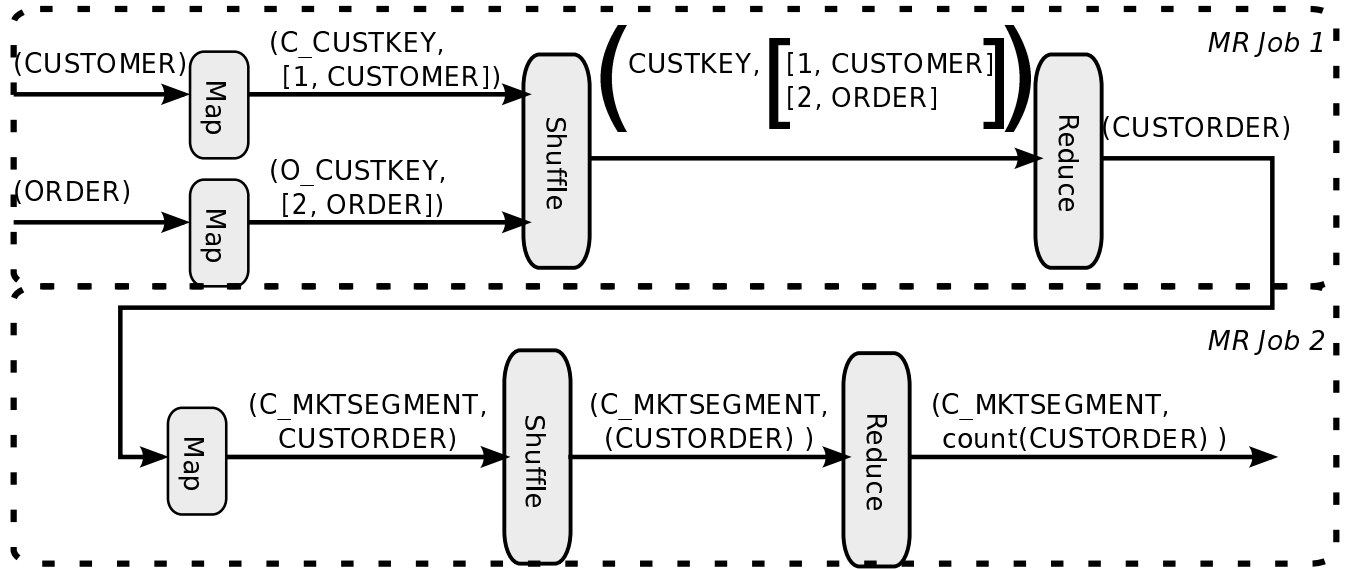 (CUSTOMER)
Map
(C_CUSTKEY,
[1, CUSTOMER])
(ORDER)
Map
(O_CUSTKEY,
[2, ORDER])
Shuffle
(CUSTKEY, [[1, CUSTOMER]
[2, ORDER]])
Reduce
MR Job 1
(CUSTORDER)
MR Job 2
Map
(C_MKTSEGMENT,
CUSTORDER)
Shuffle
(C_MKTSEGMENT,
(CUSTORDER) )
Reduce
(C_MKTSEGMENT,
count(CUSTORDER) )